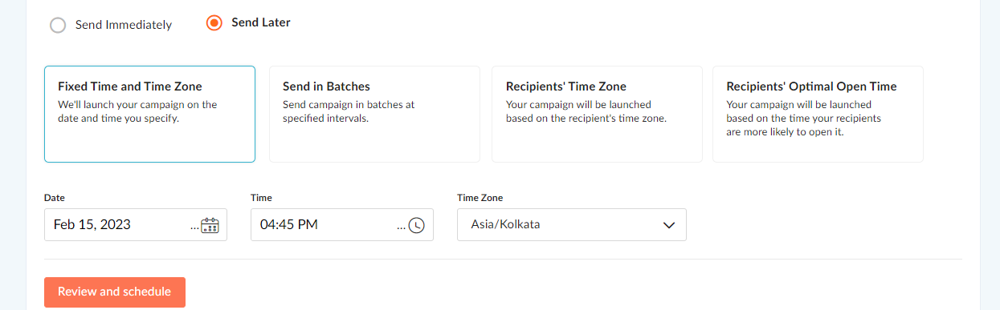 Send Immediately
Send Later
Fixed Time and Time Zone
We'll launch your campaign on the
date and time you specify.
Send in Batches
Send campaign in batches at
specified intervals.
Recipients' Time Zone
Your campaign will be launched
based on the recipient's time zone.
Recipients' Optimal Open Time
Your campaign will be launched
based on the time your recipients
are more likely to open it.
Date
Feb 15, 2023
...
Time
04:45 PM
...
Time Zone
Asia/Kolkata
Review and schedule